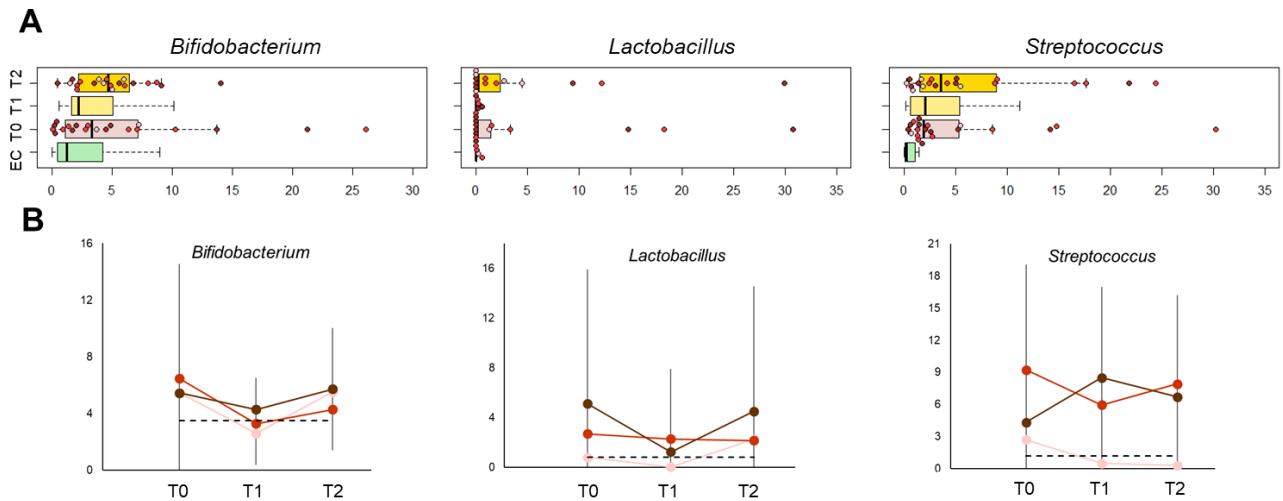 A
Bifidobacterium
Lactobacillus
Streptococcus
T2
T1
T0
EC
0 5 10 15 20 25 30
0 5 10 15 20 25 30 35
0 5 10 15 20 25 30 35
B
Bifidobacterium
16
12
8
4
0
T0 T1 T2
Lactobacillus
16
12
8
4
0
T0 T1 T2
Streptococcus
21
18
15
12
9
6
3
0
T0 T1 T2